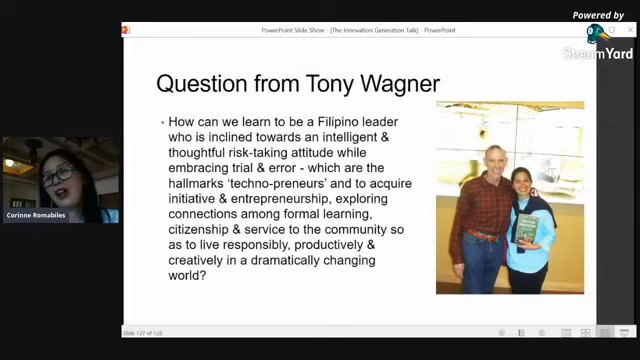 Powered by
StreamYard
PowerPoint Slide Show - [The Innovation Generation Talk] - PowerPoint
Question from Tony Wagner
• How can we learn to be a Filipino leader
who is inclined towards an intelligent &
thoughtful risk-taking attitude while
embracing trial & error - which are the
hallmarks ‘techno-preneurs’ and to acquire
initiative & entrepreneurship, exploring
connections among formal learning,
citizenship & service to the community so
as to live responsibly, productively &
creatively in a dramatically changing
world?
Corinne Romabiles
Slide 127 of 128